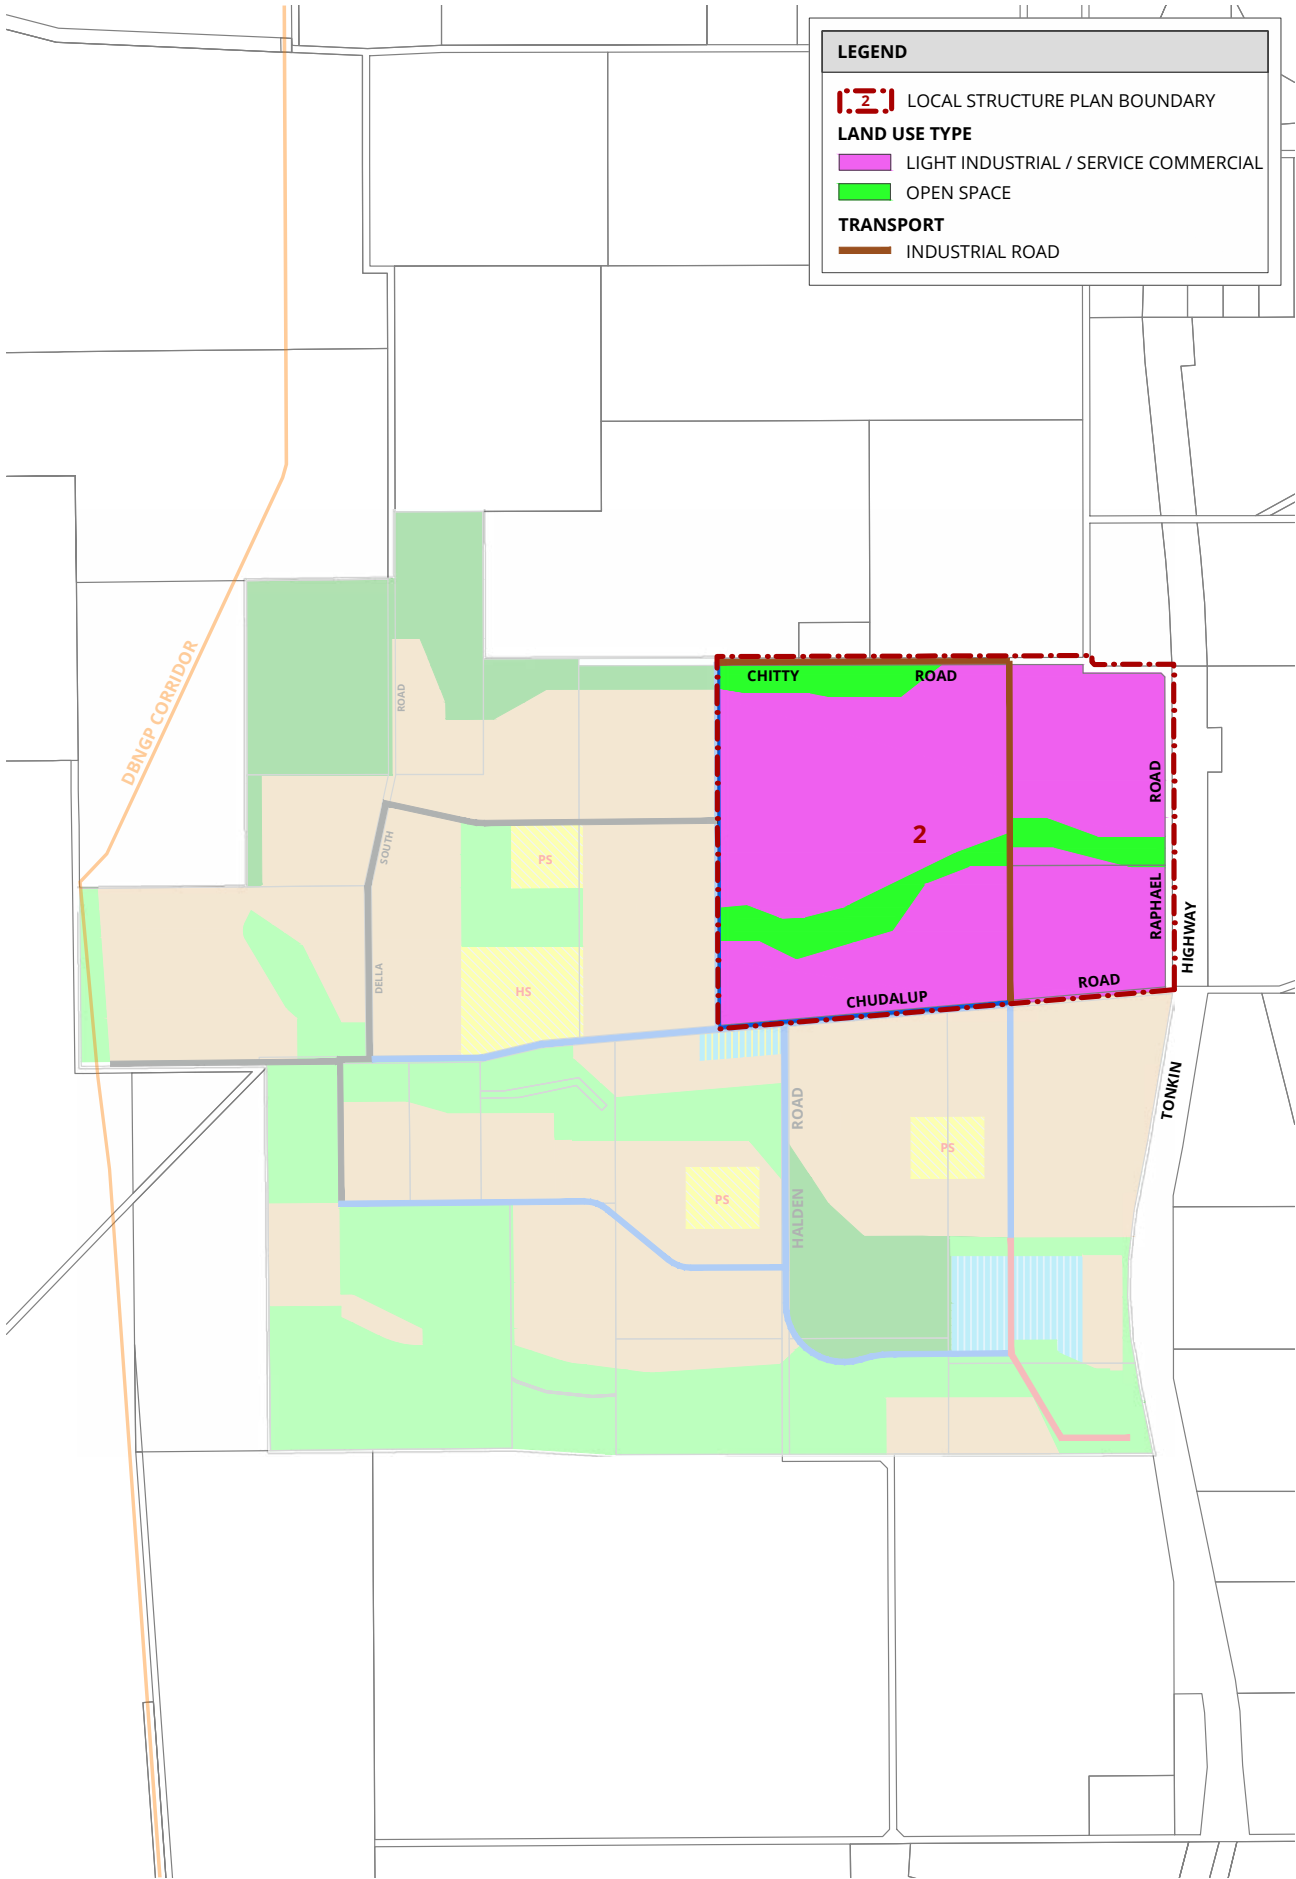 LEGEND
2
LOCAL STRUCTURE PLAN BOUNDARY
LAND USE TYPE
LIGHT INDUSTRIAL / SERVICE COMMERCIAL
OPEN SPACE
TRANSPORT
INDUSTRIAL ROAD
DBNGP CORRIDOR
ROAD
SOUTH
DELLA
CHITTY ROAD
2
ROAD
RAPHAEL
HIGHWAY
TONKIN
CHUDALUP ROAD
PS
HS
ROAD
HALDEN
PS
PS